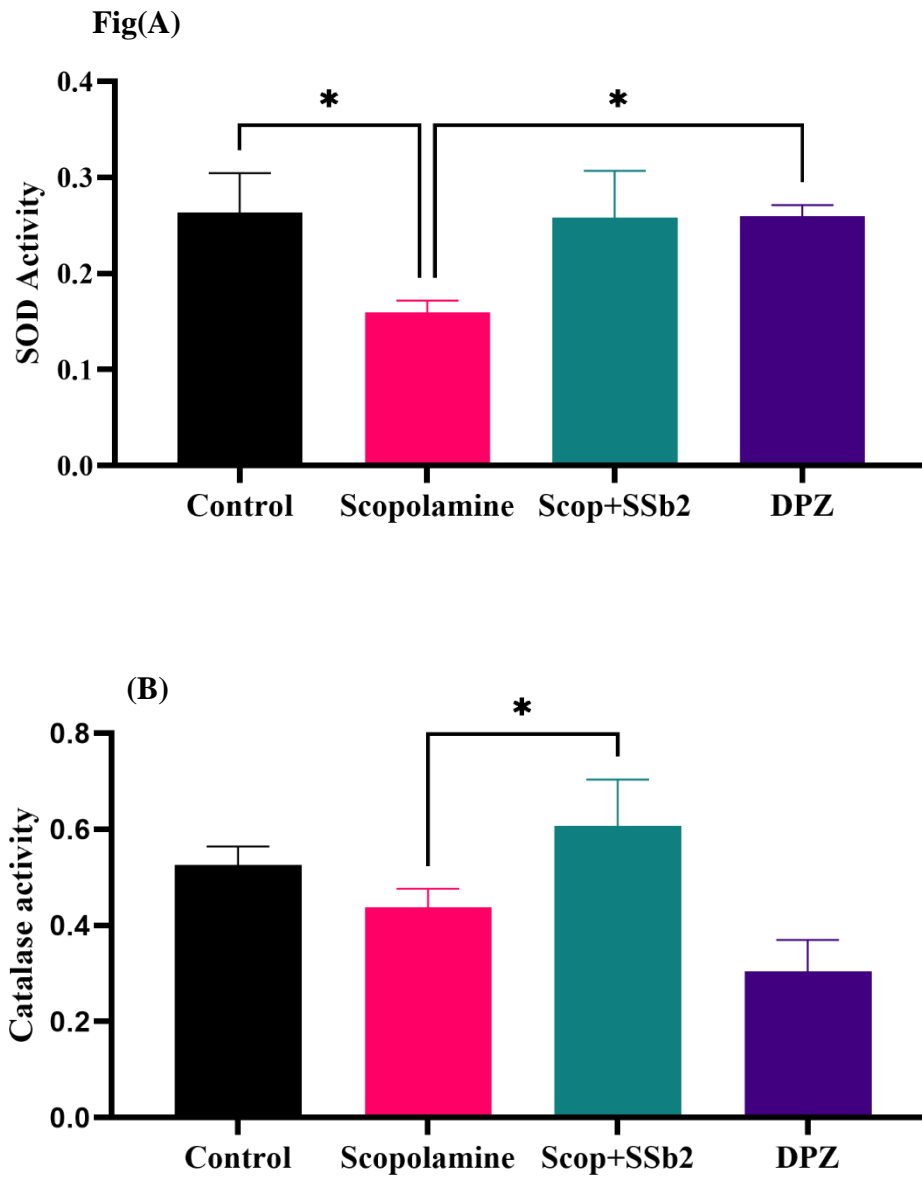 Fig(A)
*
*
0.4
0.3
0.2
0.1
0.0
SOD Activity
Control Scopolamine Scop+SSb2 DPZ
(B)
*
0.8
0.6
0.4
0.2
0.0
Catalase activity
Control Scopolamine Scop+SSb2 DPZ